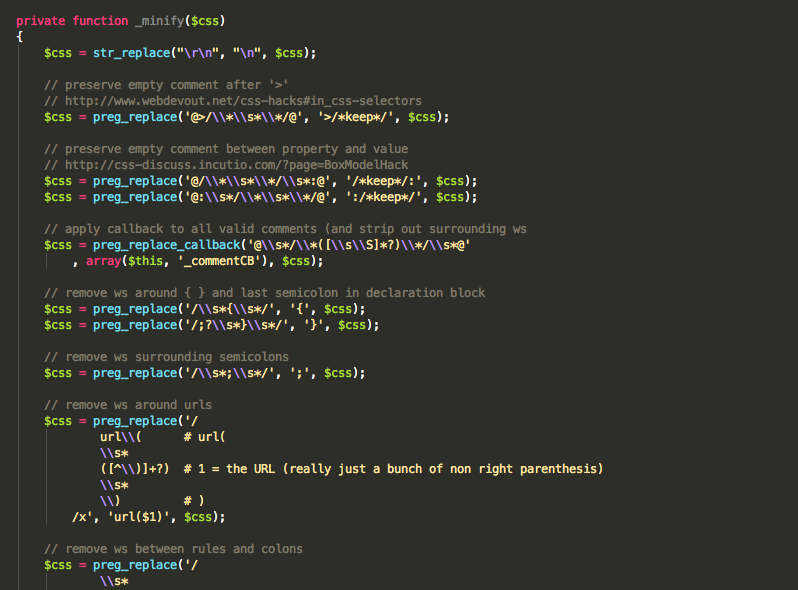 private function _minify($css)
{
    $css = str_replace("\r\n", "\n", $css);

    // preserve empty comment after '>'
    // http://www.webdevout.net/css-hacks#in_css-selectors
    $css = preg_replace('@>/\\*\\s*\\*/@', '>/*keep*/', $css);

    // preserve empty comment between property and value
    // http://css-discuss.incutio.com/?page=BoxModelHack
    $css = preg_replace('@/\\*\\s*\\*/\\s*:@', '/*keep*/:', $css);
    $css = preg_replace('@:\\s*/\\*\\s*\\*/@', ':/*keep*/', $css);

    // apply callback to all valid comments (and strip out surrounding ws
    $css = preg_replace_callback('@\\s*/\\*([\\s\\S]*?)\\*/\\s*@'
        , array($this, '_commentCB'), $css);

    // remove ws around { } and last semicolon in declaration block
    $css = preg_replace('/\\s*{\\s*/', '{', $css);
    $css = preg_replace('/;?\\s*}\\s*/', '}', $css);

    // remove ws surrounding semicolons
    $css = preg_replace('/\\s*;\\s*/', ';', $css);

    // remove ws around urls
    $css = preg_replace('/
            url\\(      # url(
            \\s*
            ([^\\)]+?)  # 1 = the URL (really just a bunch of non right parenthesis)
            \\s*
            \\)         # )
        /x', 'url($1)', $css);

    // remove ws between rules and colons
    $css = preg_replace('/
            \\s*